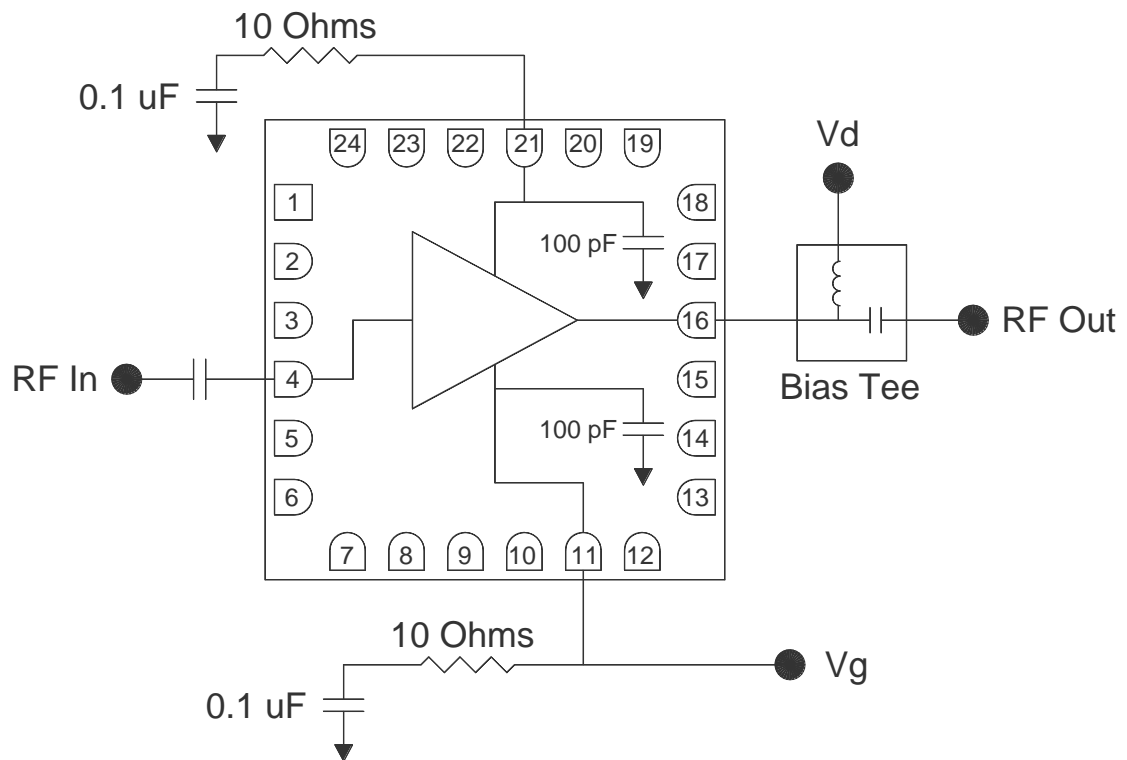 10 Ohms
0.1 uF
24 23 22 21 20 19
Vd
1
18
2
100 pF
17
3
16
RF Out
RF In
4
15
Bias Tee
5
100 pF
14
6
13
7 8 9 10 11 12
10 Ohms
Vg
0.1 uF